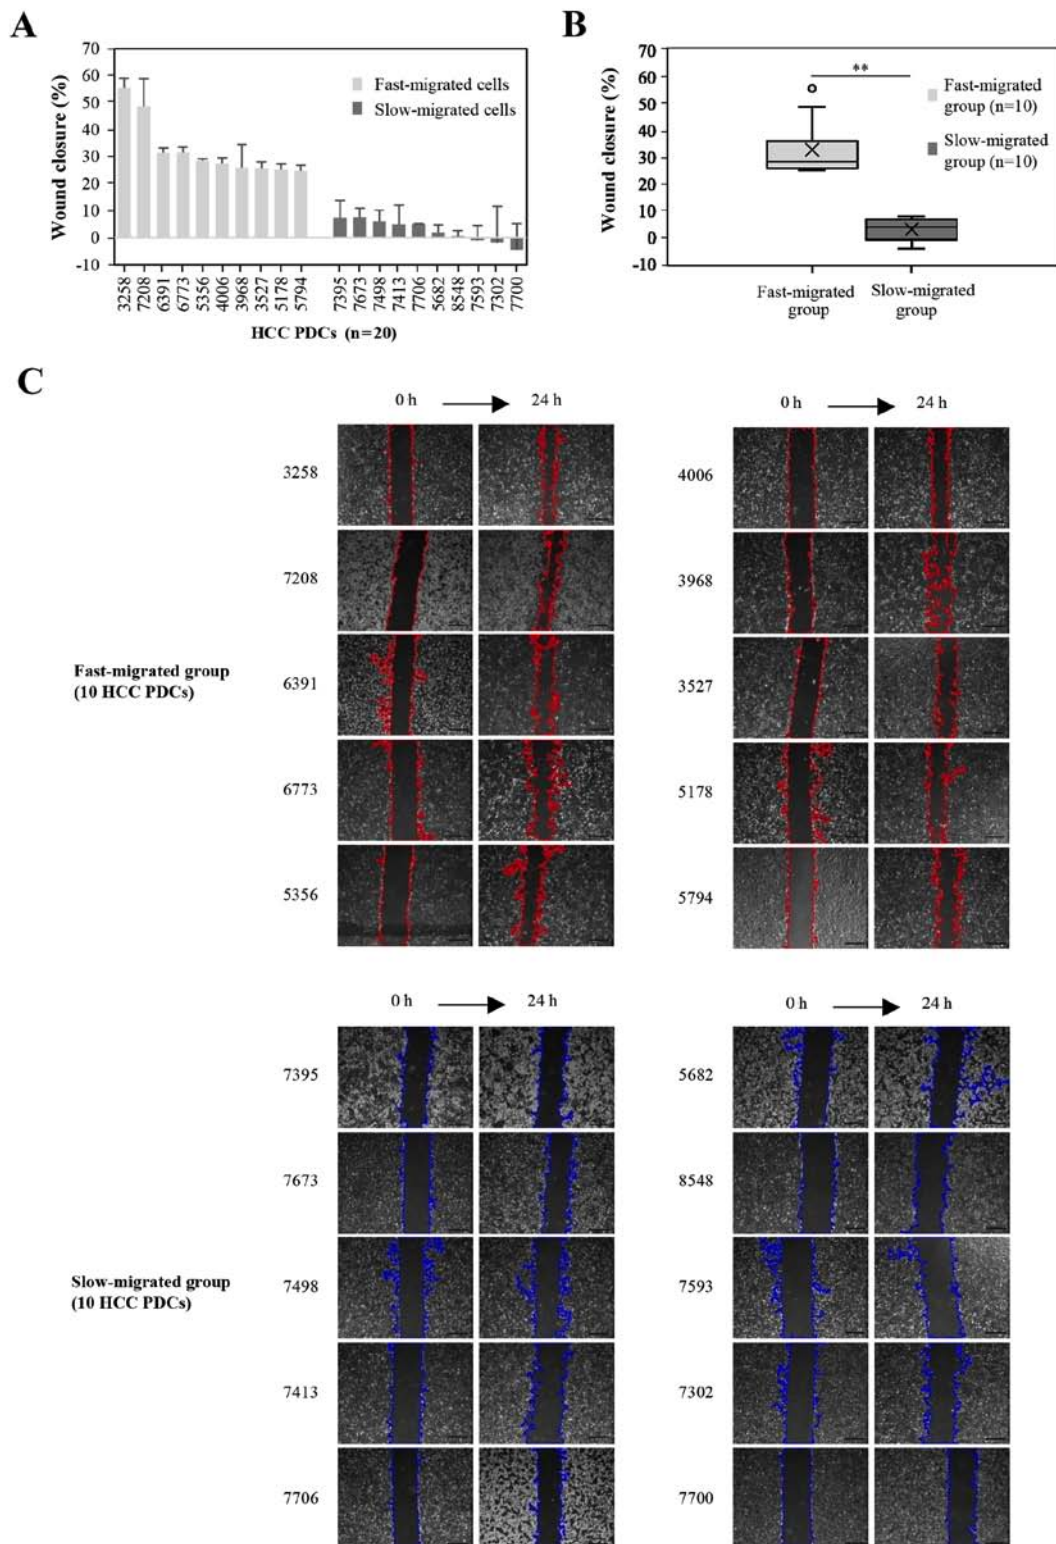 A
Wound closure (%)
70
60
50
40
30
20
10
0
-10
Fast-migrated cells
Slow-migrated cells
3258
7208
6391
6773
5356
4006
3968
3527
5178
5794
7395
7673
7498
7413
7706
5682
8548
7593
7302
7700
HCC PDCs (n=20)
B
Wound closure (%)
70
60
50
40
30
20
10
0
-10
**
Fast-migrated
group (n=10)
Slow-migrated
group (n=10)
Fast-migrated
group
Slow-migrated
group
C
0 h
24 h
0 h
24 h
Fast-migrated group
(10 HCC PDCs)
3258
7208
6391
6773
5356
4006
3968
3527
5178
5794
0 h
24 h
0 h
24 h
Slow-migrated group
(10 HCC PDCs)
7395
7673
7498
7413
7706
5682
8548
7593
7302
7700